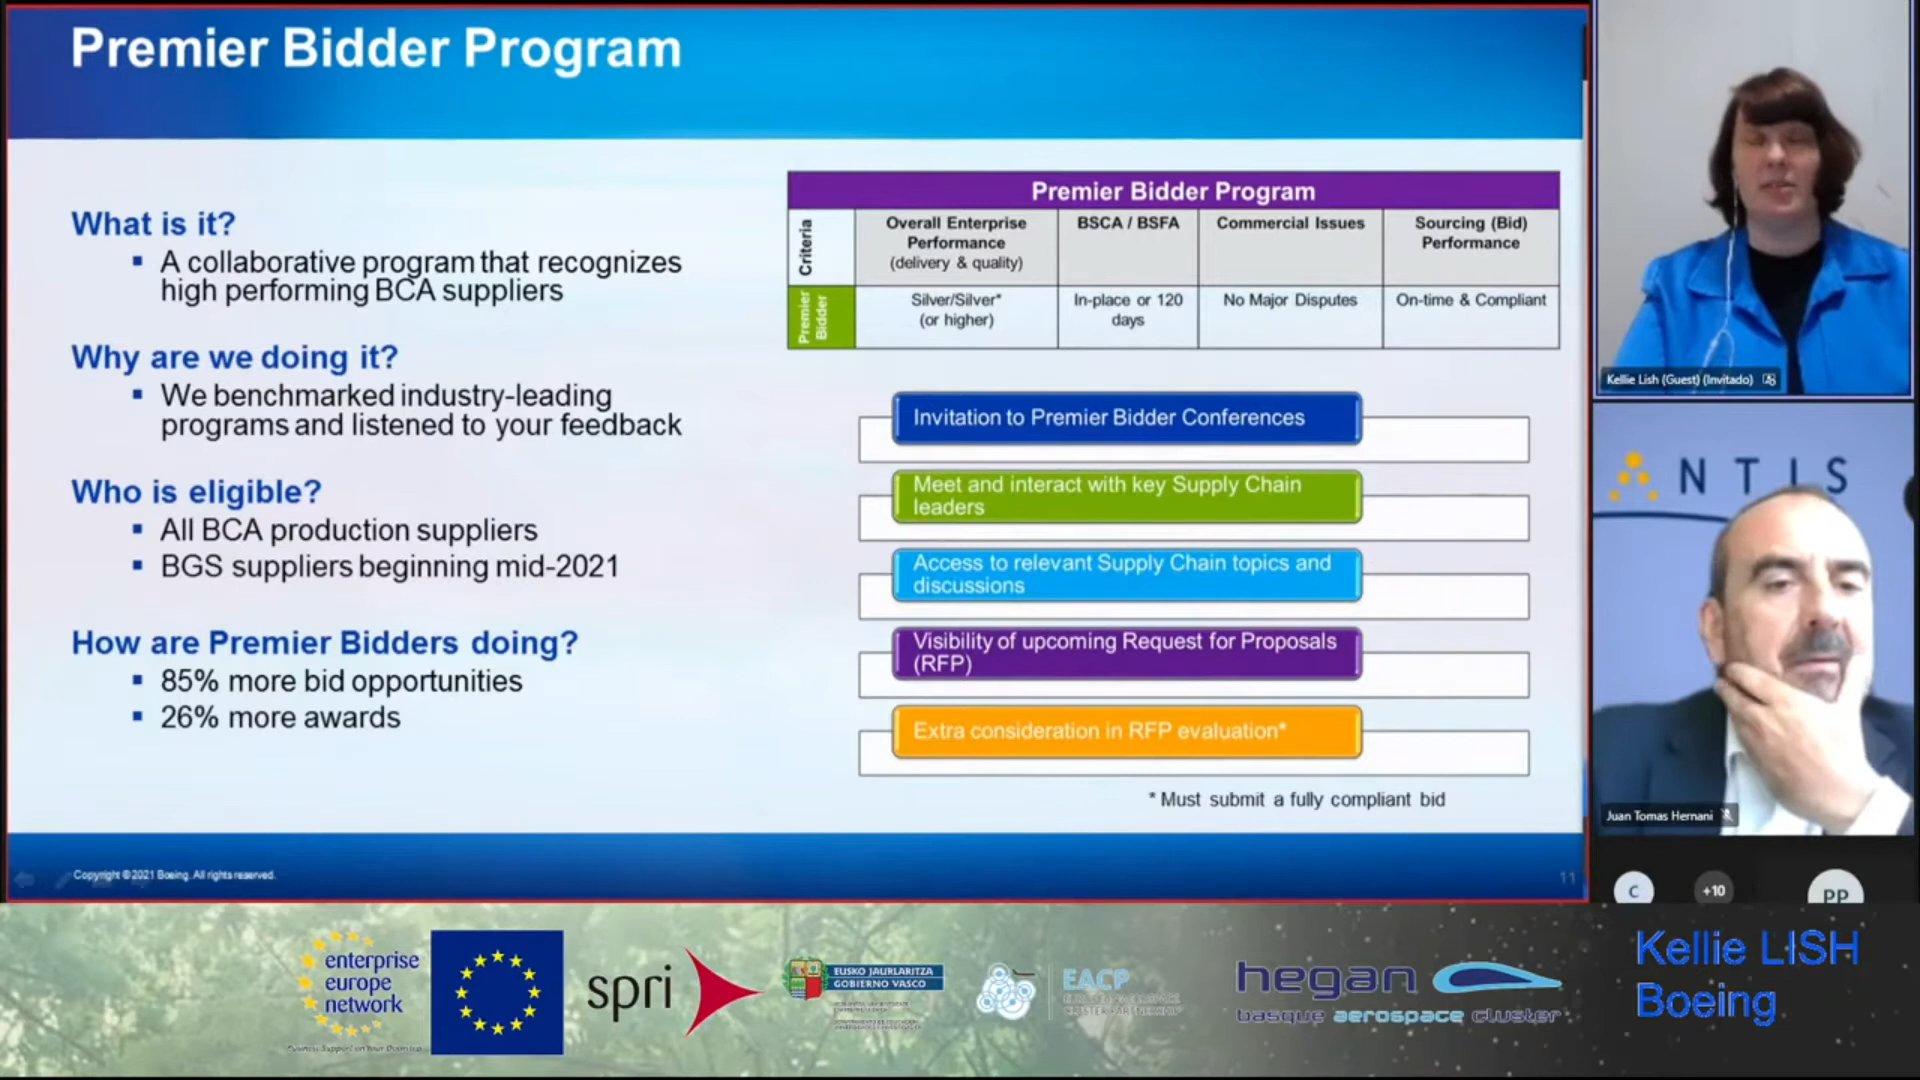 Premier Bidder Program
What is it?
▪ A collaborative program that recognizes
high performing BCA suppliers
Why are we doing it?
▪ We benchmarked industry-leading
programs and listened to your feedback
Who is eligible?
▪ All BCA production suppliers
▪ BGS suppliers beginning mid-2021
How are Premier Bidders doing?
▪ 85% more bid opportunities
▪ 26% more awards
Premier Bidder Program
Criteria
Overall Enterprise
Performance
(delivery & quality)
BSCA / BSFA
Commercial Issues
Sourcing (Bid)
Performance
Premier
Bidder
Silver/Silver*
(or higher)
In-place or 120
days
No Major Disputes
On-time & Compliant
Invitation to Premier Bidder Conferences
Meet and interact with key Supply Chain
leaders
Access to relevant Supply Chain topics and
discussions
Visibility of upcoming Request for Proposals
(RFP)
Extra consideration in RFP evaluation*
* Must submit a fully compliant bid
Copyright © 2021 Boeing. All rights reserved.
11
Kellie Lish (Guest) (Invitado)
NTIS
Juan Tomas Hernani
C
+10
PP
enterprise
europe
network
Business Support on Your Doorstep
spri
EUSKO JAURLARITZA
GOBIERNO VASCO
EACP
hegan
basque aerospace cluster
Kellie LISH
Boeing